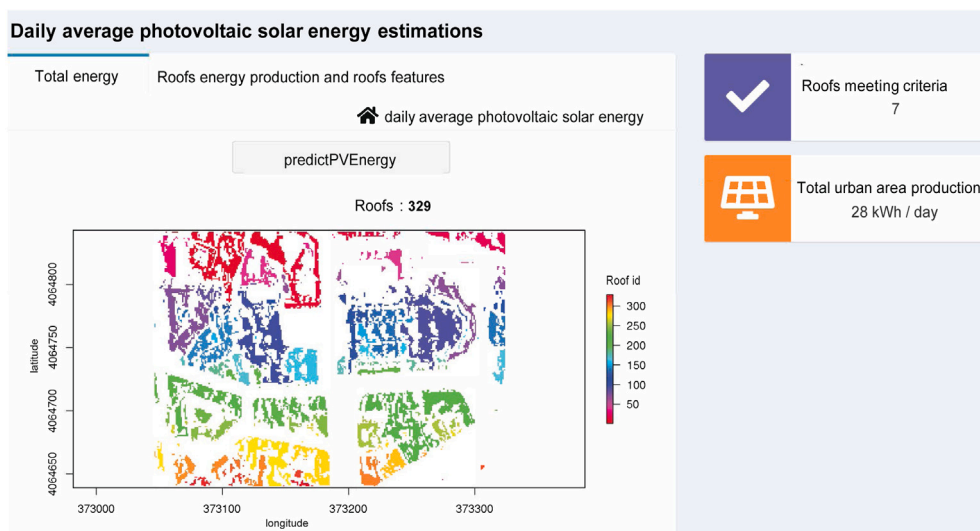 Daily average photovoltaic solar energy estimations
Total energy
Roofs energy production and roofs features
daily average photovoltaic solar energy
predictPVEnergy
Roofs : 329
Roofs meeting criteria
7
Total urban area production
28 kWh / day
latitude
4064800
4064750
4064700
4064650
373000
373100
373200
373300
longitude
Roof id
300
250
200
150
100
50